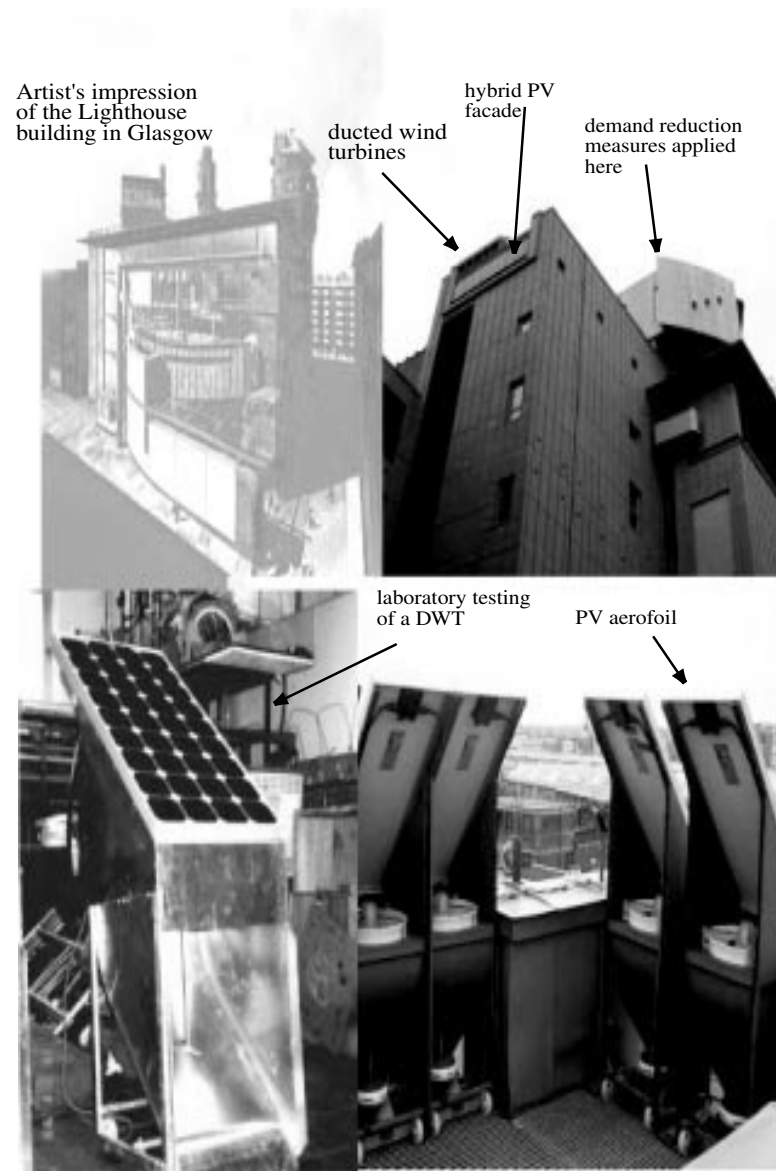 Artist's impression
of the Lighthouse
building in Glasgow
ducted wind
turbines
hybrid PV
facade
demand reduction
measures applied
here
laboratory testing
of a DWT
PV aerofoil